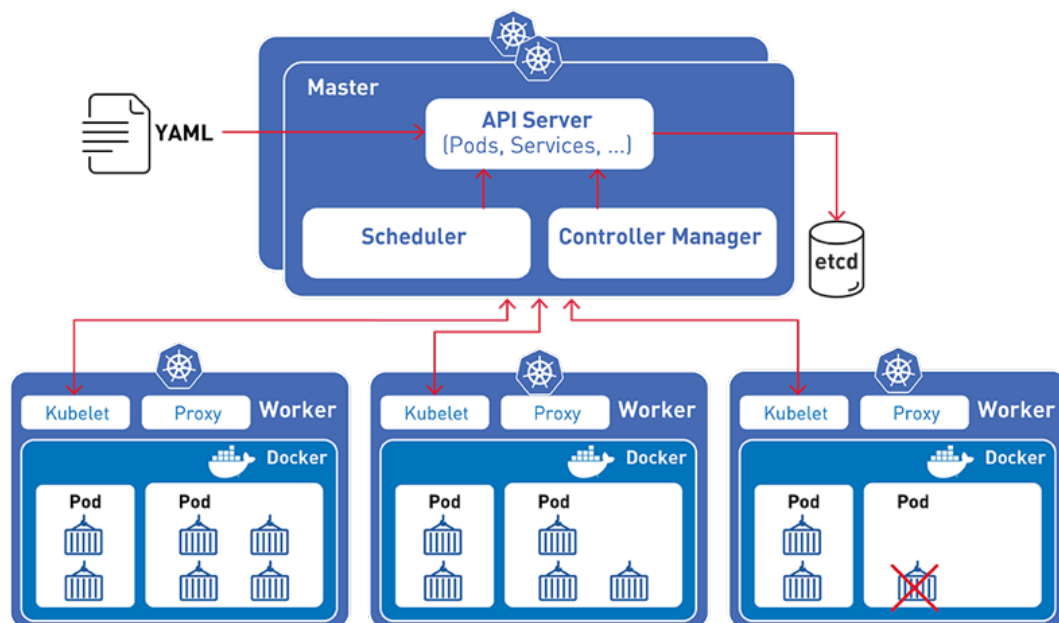 Master
YAML
API Server
(Pods, Services, ...)
Scheduler
Controller Manager
etcd
Kubelet
Proxy
Worker
Docker
Pod
Pod
Kubelet
Proxy
Worker
Docker
Pod
Pod
Kubelet
Proxy
Worker
Docker
Pod
Pod